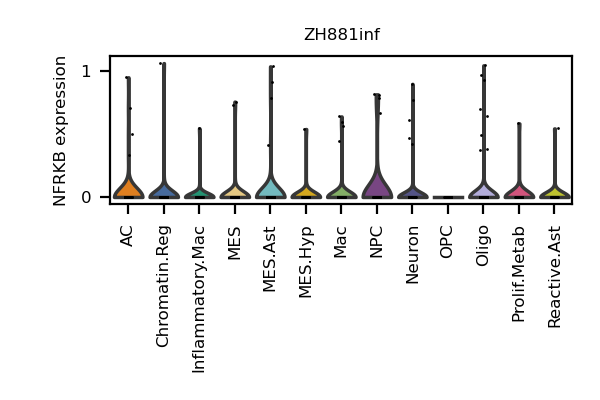 ZH881inf
NFRKB expression
1
0
AC
Chromatin.Reg
Inflammatory.Mac
MES
MES.Ast
MES.Hyp
Mac
NPC
Neuron
OPC
Oligo
Prolif.Metab
Reactive.Ast